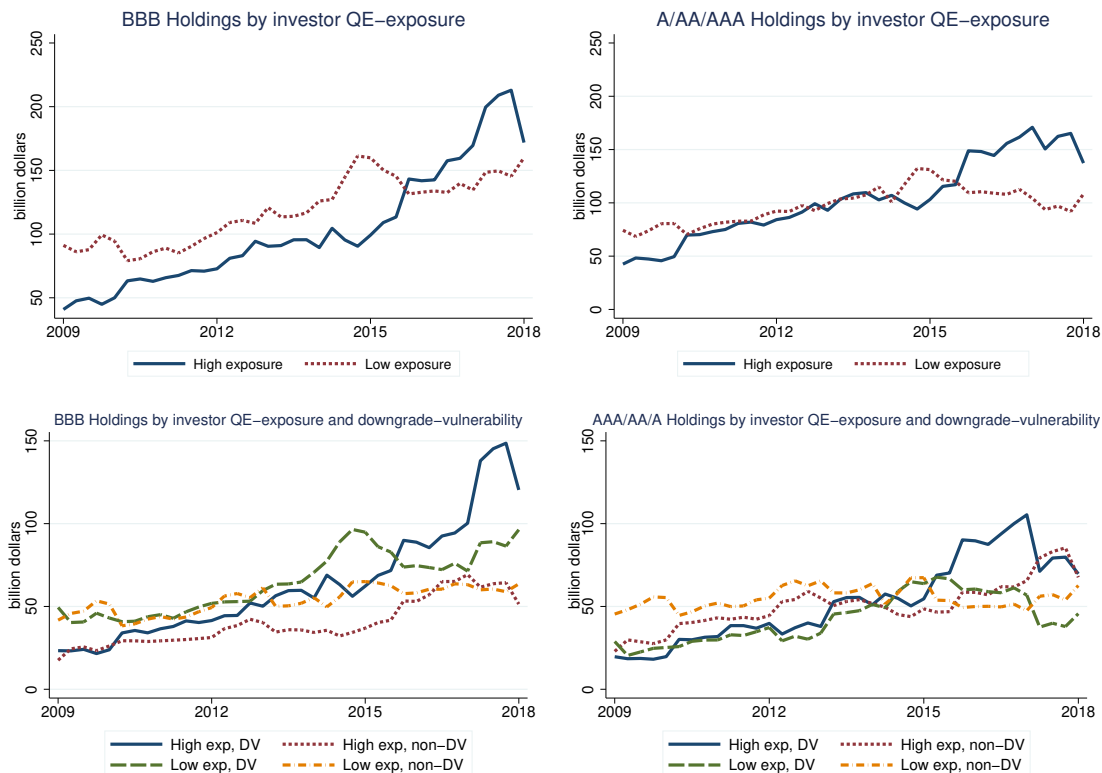 BBB Holdings by investor QE−exposure
250
200
150
100
50
billion dollars
2009 2012 2015 2018
High exposure Low exposure
A/AA/AAA Holdings by investor QE−exposure
250
200
150
100
50
0
billion dollars
2009 2012 2015 2018
High exposure Low exposure
BBB Holdings by investor QE−exposure and downgrade−vulnerability
150
100
50
0
billion dollars
2009 2012 2015 2018
High exp, DV High exp, non−DV
Low exp, DV Low exp, non−DV
AAA/AA/A Holdings by investor QE−exposure and downgrade−vulnerability
150
100
50
0
billion dollars
2009 2012 2015 2018
High exp, DV High exp, non−DV
Low exp, DV Low exp, non−DV